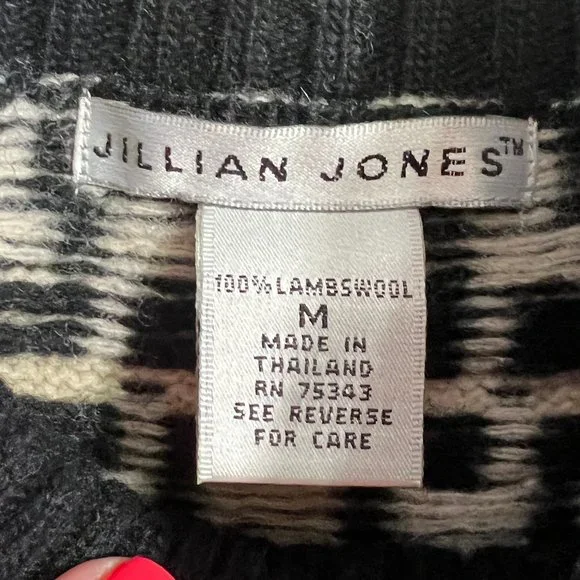 JILLIAN JONES™
100% LAMBSWOOL
M
MADE IN
THAILAND
RN 75343
SEE REVERSE
FOR CARE